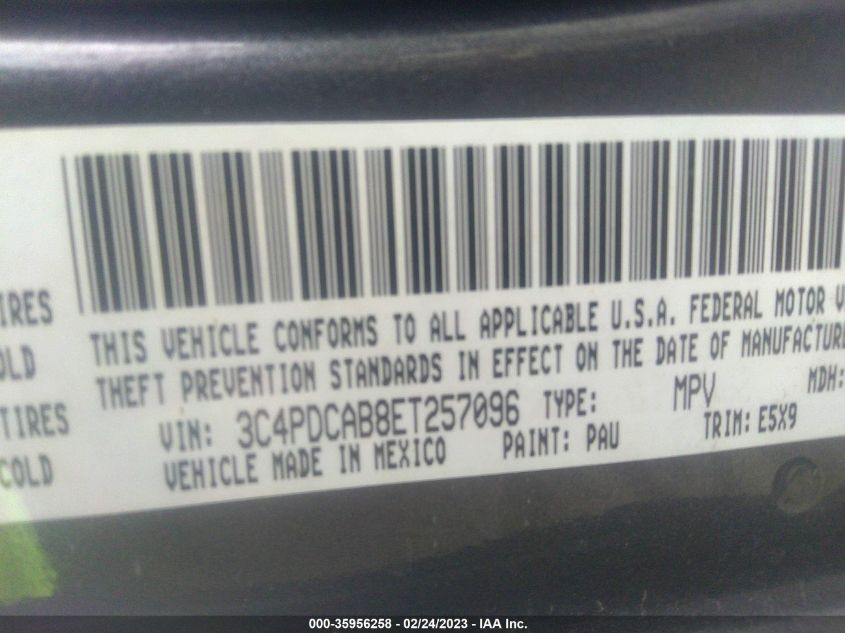 THIS VEHICLE CONFORMS TO ALL APPLICABLE U.S.A. FEDERAL MOTOR V
THEFT PREVENTION STANDARDS IN EFFECT ON THE DATE OF MANUFACTURE
VIN: 3C4PDCAB8ET257096 TYPE: MPV MDH:
VEHICLE MADE IN MEXICO PAINT: PAU TRIM: E5X9
IRES
OLD
TIRES
COLD
000-35956258 - 02/24/2023 - IAA Inc.